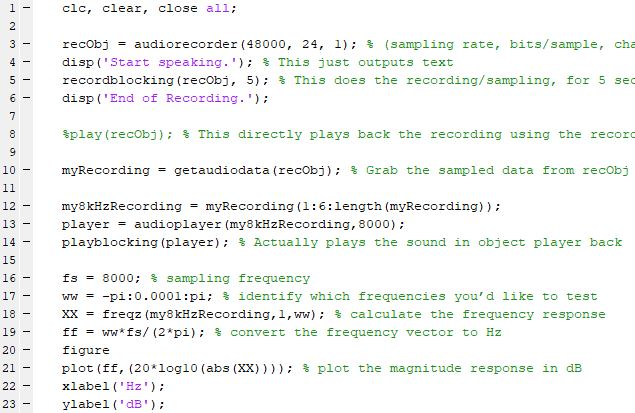 1 – clc, clear, close all;
2
3 – recObj = audiorecorder(48000, 24, 1); % (sampling rate, bits/sample, cha
4 – disp('Start speaking.'); % This just outputs text
5 – recordblocking(recObj, 5); % This does the recording/sampling, for 5 sec
6 – disp('End of Recording.');
7
8 %play(recObj); % This directly plays back the recording using the record
9
10 – myRecording = getaudiodata(recObj); % Grab the sampled data from recObj
11
12 – my8kHzRecording = myRecording(1:6:length(myRecording));
13 – player = audioplayer(my8kHzRecording,8000);
14 – playblocking(player); % Actually plays the sound in object player back
15
16 – fs = 8000; % sampling frequency
17 – ww = -pi:0.0001:pi; % identify which frequencies you'd like to test
18 – XX = freqz(my8kHzRecording,1,ww); % calculate the frequency response
19 – ff = ww*fs/(2*pi); % convert the frequency vector to Hz
20 – figure
21 – plot(ff,(20*log10(abs(XX)))); % plot the magnitude response in dB
22 – xlabel('Hz');
23 – ylabel('dB');